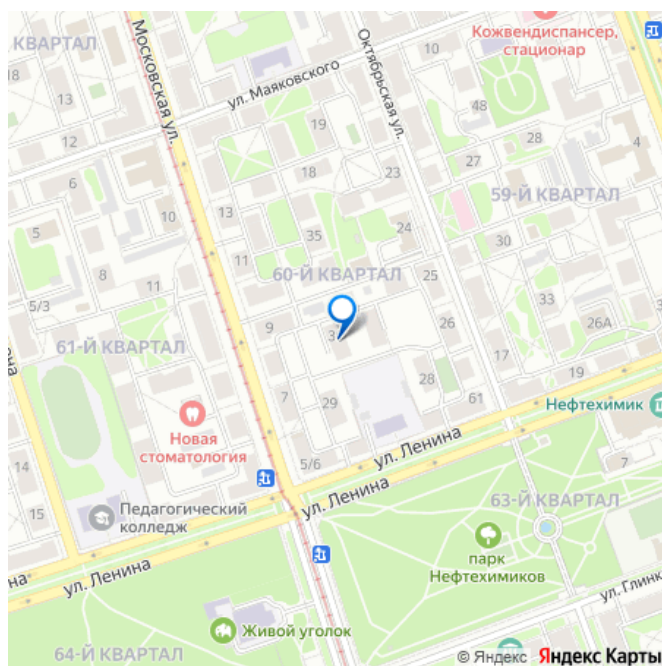 КВАРТАЛ
Кожвендиспансер,
стационар
Московская ул.
Октябрьская ул.
ул. Маяковского
10
18
13
19
12
48
28
4
27
6
18
23
59-Й КВАРТАЛ
10
13
24
5
35
30
11
8
11
60-Й КВАРТАЛ
25
33
5/3
9
26
26А
61-Й КВАРТАЛ
17
7
28
19
29
61
Нефтехимик
Новая
стоматология
14
5/6
ул. Ленина
7
ул. Ленина
63-Й КВАРТАЛ
15
Педагогический
колледж
парк
Нефтехимиков
ул. Ленина
ул. Глинк
на
Живой уголок
64-Й КВАРТАЛ
© Яндекс Яндекс Карты